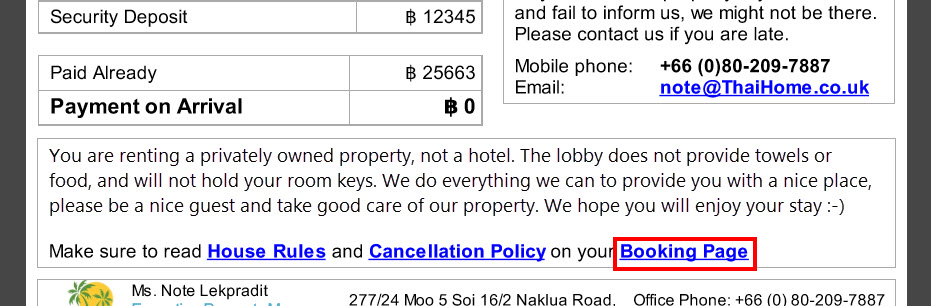 Security Deposit ฿ 12345
and fail to inform us, we might not be there.
Please contact us if you are late.
Paid Already ฿ 25663
Mobile phone: +66 (0)80-209-7887
Payment on Arrival ฿ 0
Email: note@ThaiHome.co.uk
You are renting a privately owned property, not a hotel. The lobby does not provide towels or
food, and will not hold your room keys. We do everything we can to provide you with a nice place,
please be a nice guest and take good care of our property. We hope you will enjoy your stay :-)
Make sure to read House Rules and Cancellation Policy on your Booking Page
Ms. Note Lekpradit
277/24 Moo 5 Soi 16/2 Naklua Road, Office Phone: +66 (0) 80-209-7887